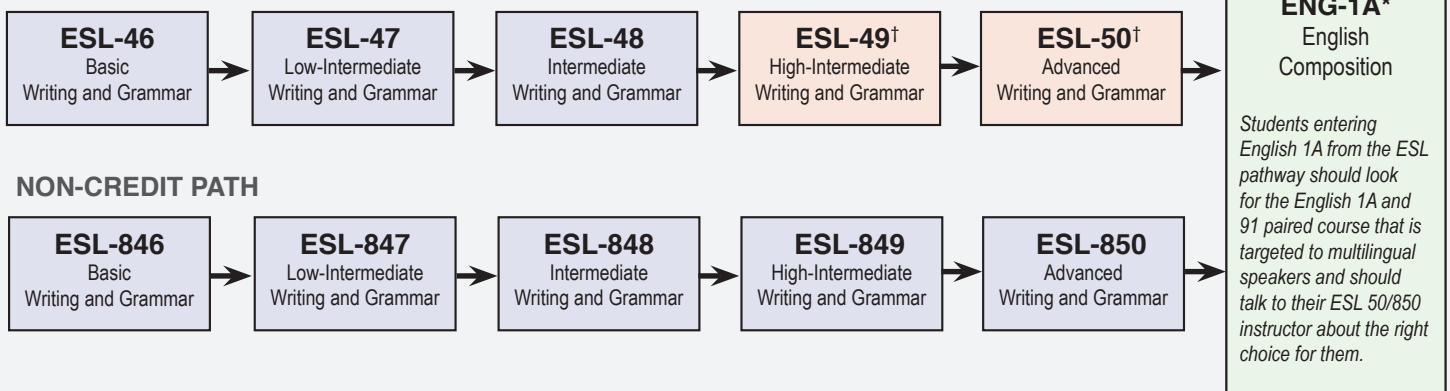 ESL-46
Basic
Writing and Grammar
ESL-47
Low-Intermediate
Writing and Grammar
ESL-48
Intermediate
Writing and Grammar
ESL-49†
High-Intermediate
Writing and Grammar
ESL-50†
Advanced
Writing and Grammar
NON-CREDIT PATH
ESL-846
Basic
Writing and Grammar
ESL-847
Low-Intermediate
Writing and Grammar
ESL-848
Intermediate
Writing and Grammar
ESL-849
High-Intermediate
Writing and Grammar
ESL-850
Advanced
Writing and Grammar
ENG-1A*
English
Composition
Students entering
English 1A from the ESL
pathway should look
for the English 1A and
91 paired course that is
targeted to multilingual
speakers and should
talk to their ESL 50/850
instructor about the right
choice for them.